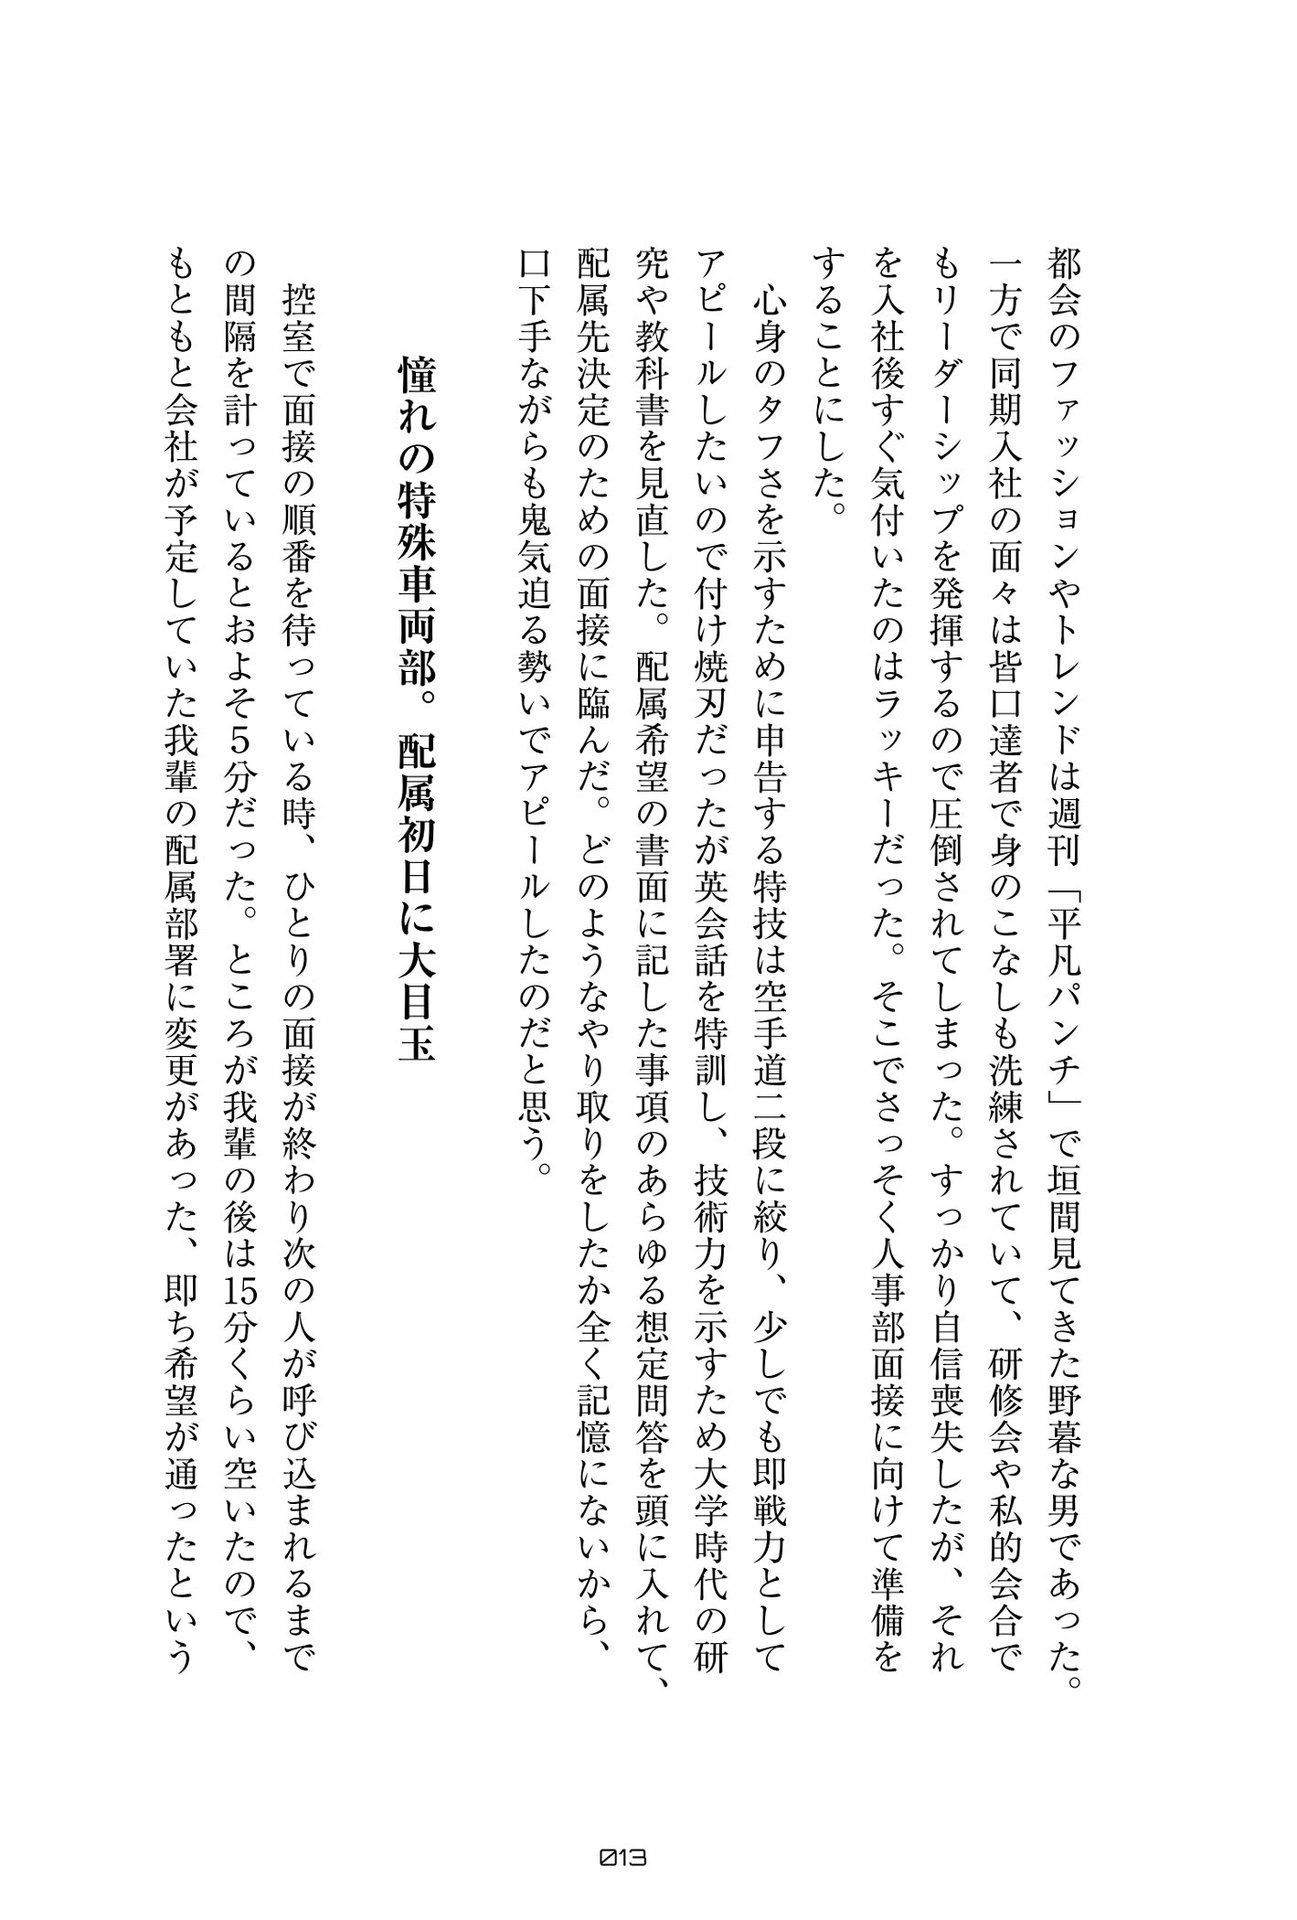 都会のファッションやトレンドは週刊「平凡パンチ」で垣間見てきた野暮な男であった。
一方で同期入社の面々は皆口達者で身のこなしも洗練されていて、研修会や私的会合で
もリーダーシップを発揮するので圧倒されてしまった。すっかり自信喪失したが、それ
を入社後すぐ気付いたのはラッキーだった。そこでさっそく人事部面接に向けて準備を
することにした。
心身のタフさを示すために申告する特技は空手道二段に絞り、少しでも即戦力として
アピールしたいので付け焼刃だったが英会話を特訓し、技術力を示すため大学時代の研
究や教科書を見直した。配属希望の書面に記した事項のあらゆる想定問答を頭に入れて、
配属先決定のための面接に臨んだ。どのようなやり取りをしたか全く記憶にないから、
口下手ながらも鬼気迫る勢いでアピールしたのだと思う。
憧れの特殊車両部。配属初日に大目玉
控室で面接の順番を待っている時、ひとりの面接が終わり次の人が呼び込まれるまで
の間隔を計っているとおよそ5分だった。ところが我輩の後は15分くらい空いたので、
もともと会社が予定していた我輩の配属部署に変更があった、即ち希望が通ったという
013